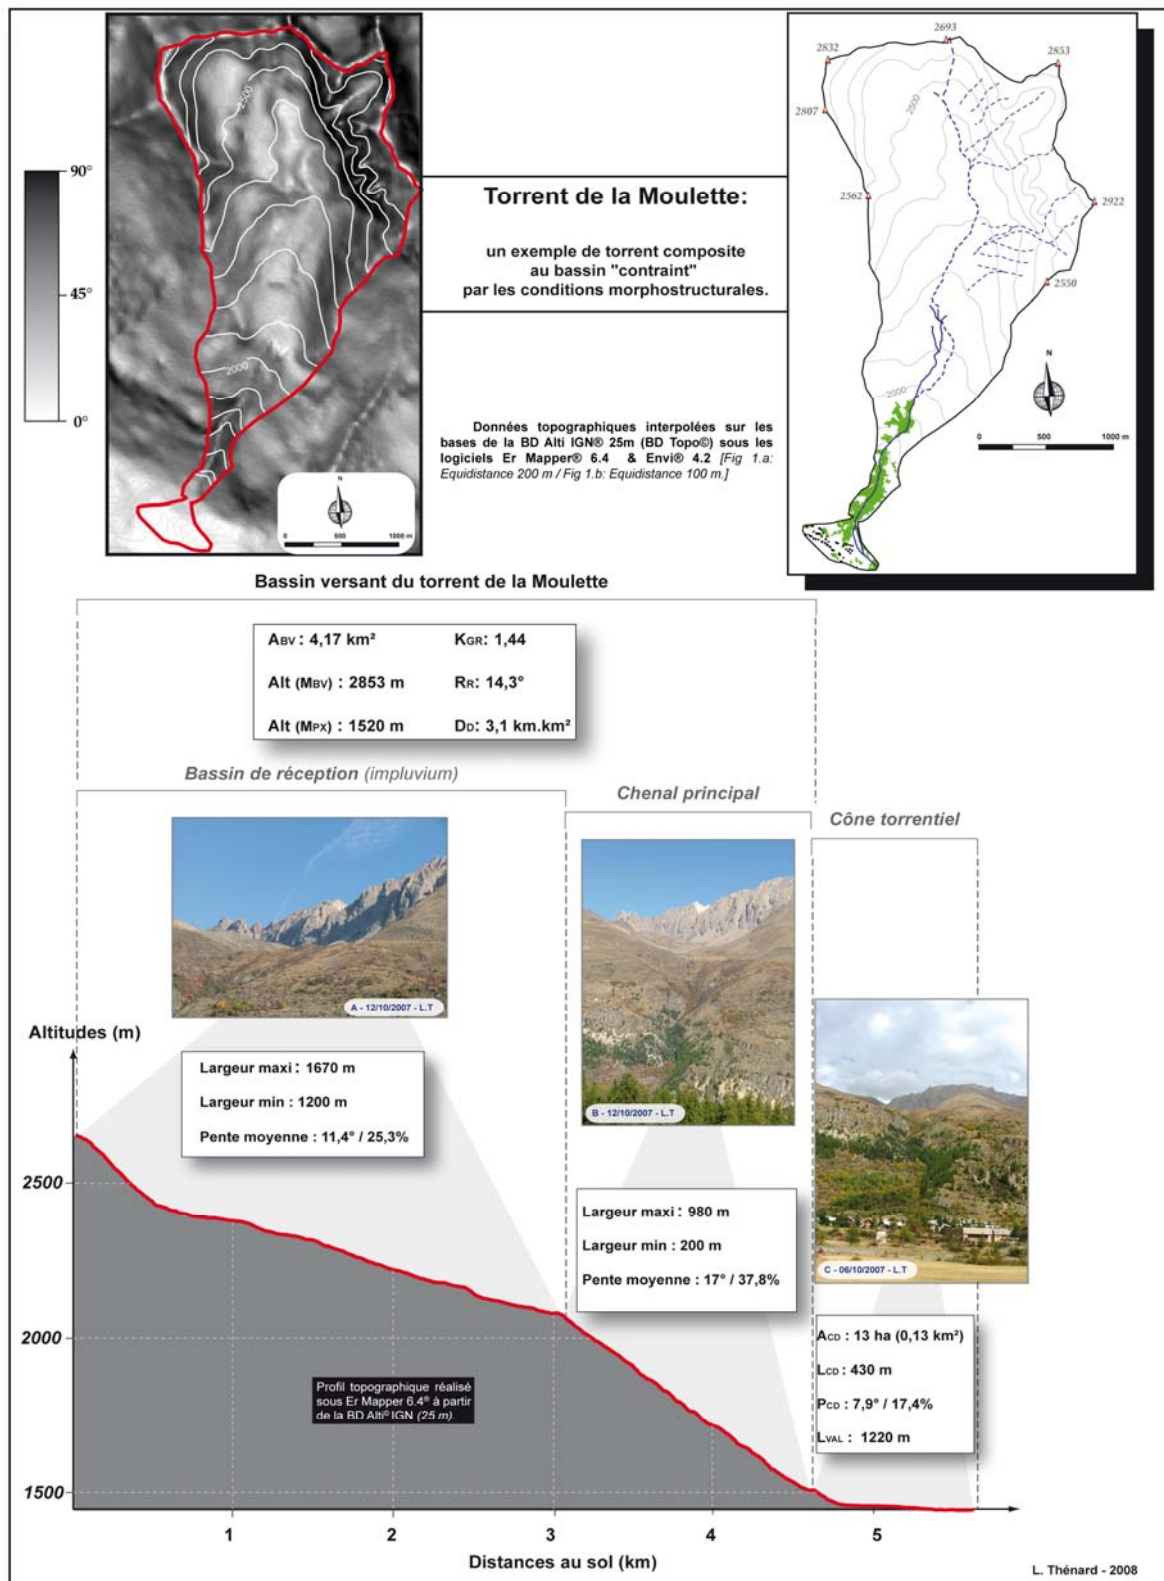 2500
2000
90°
45°
0°
N
0 500 1000 m
Torrent de la Moulette:
un exemple de torrent composite
au bassin "contraint"
par les conditions morphostructurales.
Données topographiques interpolées sur les
bases de la BD Alti IGN® 25m (BD Topo©) sous les
logiciels Er Mapper® 6.4 & Envi® 4.2 [Fig 1.a:
Equidistance 200 m / Fig 1.b: Equidistance 100 m.]
2693
2832
2853
2807
2500
2562
2922
2550
2000
N
0 500 1000 m
Bassin versant du torrent de la Moulette
ABV : 4,17 km² KGR: 1,44
Alt (MBV) : 2853 m RR: 14,3°
Alt (MPX) : 1520 m DD: 3,1 km.km²
Bassin de réception (impluvium)
Chenal principal
Cône torrentiel
A - 12/10/2007 - L.T
B - 12/10/2007 - L.T
C - 06/10/2007 - L.T
Altitudes (m)
Largeur maxi : 1670 m
Largeur min : 1200 m
Pente moyenne : 11,4° / 25,3%
Largeur maxi : 980 m
Largeur min : 200 m
Pente moyenne : 17° / 37,8%
ACD : 13 ha (0,13 km²)
LCD : 430 m
PCD : 7,9° / 17,4%
LVAL : 1220 m
2500
2000
1500
Profil topographique réalisé
sous Er Mapper 6.4® à partir
de la BD Alti© IGN (25 m).
1 2 3 4 5
Distances au sol (km)
L. Thénard - 2008